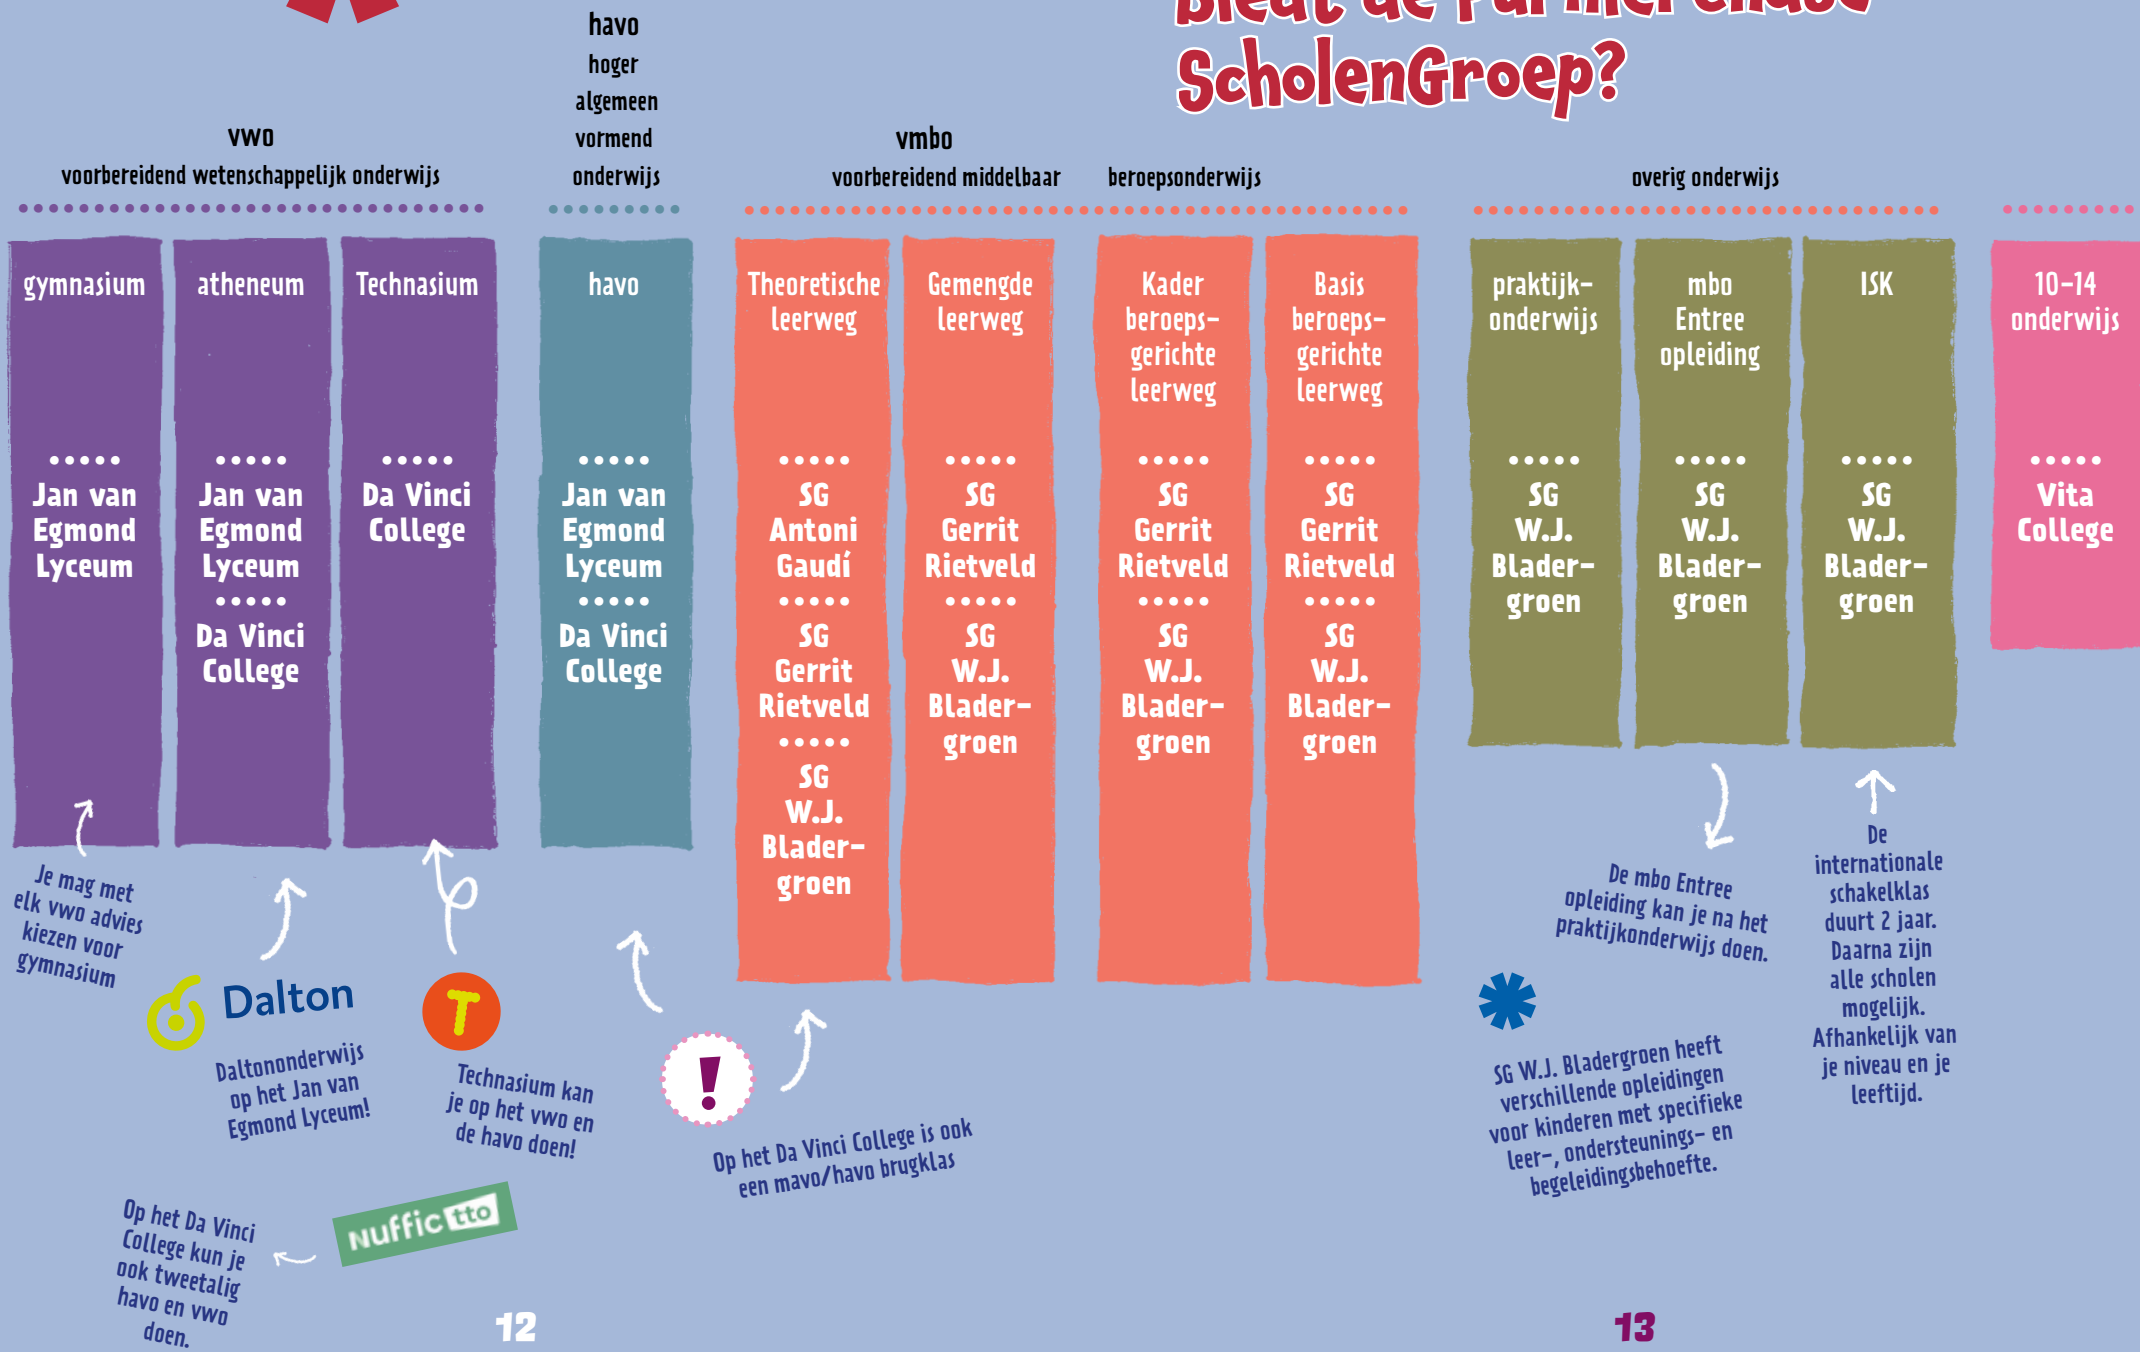 ScholenGroep?
vwo
voorbereidend wetenschappelijk onderwijs
havo
hoger
algemeen
vormend
onderwijs
vmbo
voorbereidend middelbaar beroepsonderwijs
overig onderwijs
gymnasium
Jan van
Egmond
Lyceum
atheneum
Jan van
Egmond
Lyceum
Da Vinci
College
Technasium
Da Vinci
College
havo
Jan van
Egmond
Lyceum
Da Vinci
College
Theoretische
leerweg
SG
Antoni
Gaudí
SG
Gerrit
Rietveld
SG
W.J.
Blader-
groen
Gemengde
leerweg
SG
Gerrit
Rietveld
SG
W.J.
Blader-
groen
Kader
beroeps-
gerichte
leerweg
SG
Gerrit
Rietveld
SG
W.J.
Blader-
groen
Basis
beroeps-
gerichte
leerweg
SG
Gerrit
Rietveld
SG
W.J.
Blader-
groen
praktijk-
onderwijs
SG
W.J.
Blader-
groen
mbo
Entree
opleiding
SG
W.J.
Blader-
groen
ISK
SG
W.J.
Blader-
groen
10-14
onderwijs
Vita
College
Je mag met
elk vwo advies
kiezen voor
gymnasium
Dalton
Daltononderwijs
op het Jan van
Egmond Lyceum!
T
Technasium kan
je op het vwo en
de havo doen!
!
Op het Da Vinci College is ook
een mavo/havo brugklas
De mbo Entree
opleiding kan je na het
praktijkonderwijs doen.
De
internationale
schakelklas
duurt 2 jaar.
Daarna zijn
alle scholen
mogelijk.
Afhankelijk van
je niveau en je
leeftijd.
SG W.J. Bladergroen heeft
verschillende opleidingen
voor kinderen met specifieke
leer-, ondersteunings- en
begeleidingsbehoefte.
Op het Da Vinci
College kun je
ook tweetalig
havo en vwo
doen.
Nuffic tto
12
13